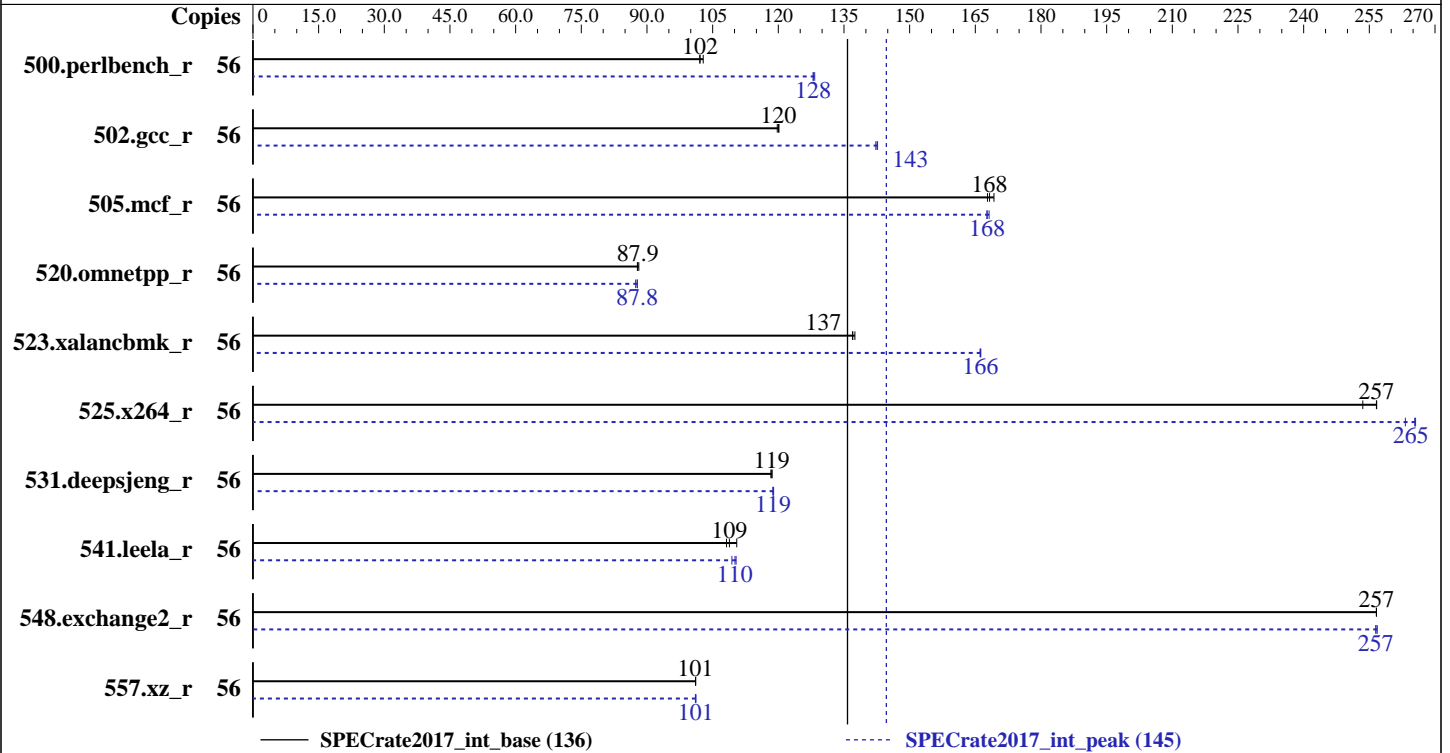 Copies 0 15.0 30.0 45.0 60.0 75.0 90.0 105 120 135 150 165 180 195 210 225 240 255 270
102
500.perlbench_r 56
128
120
502.gcc_r 56
143
168
505.mcf_r 56
168
87.9
520.omnetpp_r 56
87.8
137
523.xalancbmk_r 56
166
257
525.x264_r 56
265
119
531.deepsjeng_r 56
119
109
541.leela_r 56
110
257
548.exchange2_r 56
257
101
557.xz_r 56
101
SPECrate2017_int_base (136) SPECrate2017_int_peak (145)